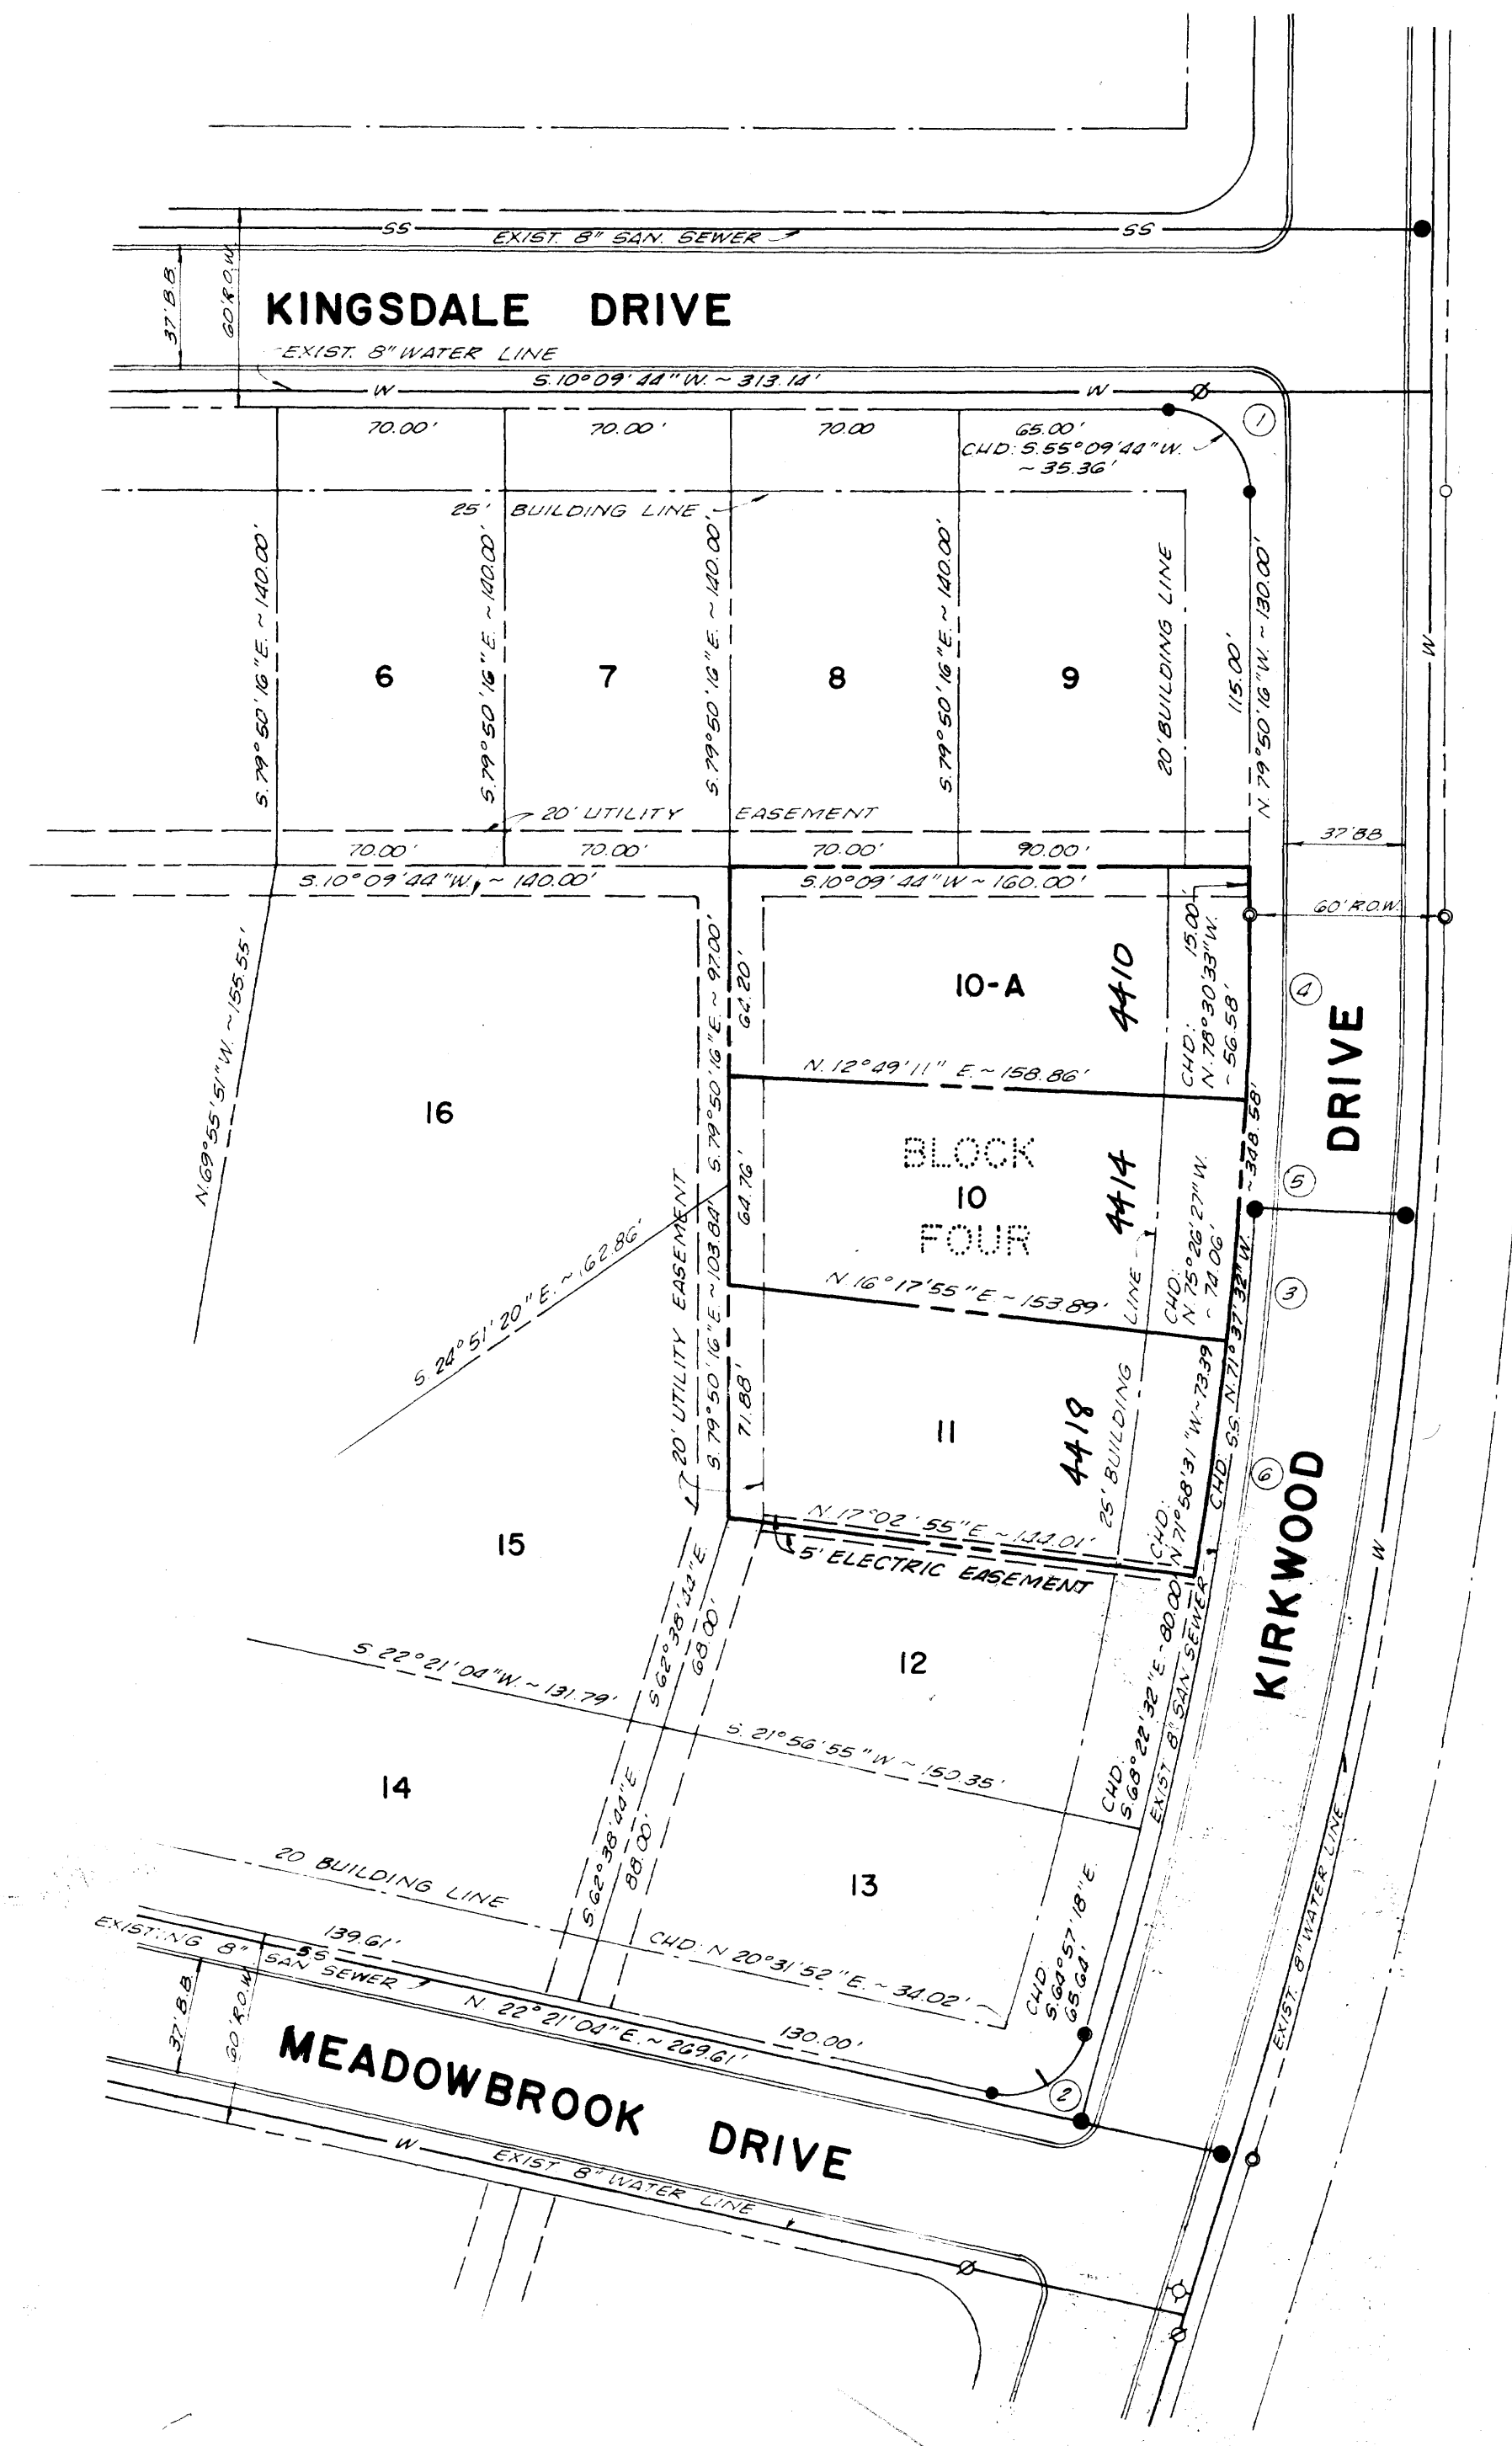 SS
EXIST. 8" SAN. SEWER
SS
37' B.B.
60' R.O.W.
KINGSDALE DRIVE
EXIST. 8" WATER LINE
S.10°09'44"W. ~ 313.14'
W
W
70.00'
70.00'
70.00
65.00'
CHD: S.55°09'44"W.
~ 35.36'
1
25' BUILDING LINE
S.79°50'16"E. ~ 140.00'
S.79°50'16"E. ~ 140.00'
S.79°50'16"E. ~ 140.00'
S.79°50'16"E. ~ 140.00'
20' BUILDING LINE
115.00'
N.79°50'16"W. ~ 130.00'
W
6
7
8
9
20' UTILITY EASEMENT
70.00'
70.00'
70.00'
90.00'
37' BB
S.10°09'44"W. ~ 140.00'
S.10°09'44"W ~ 160.00'
60' R.O.W.
N.69°55'51"W. ~ 155.55'
S.79°50'16"E. ~ 97.00'
64.20'
10-A
4410
15.00'
CHD:
N.78°30'33"W.
~ 56.58'
4
DRIVE
N.12°49'11" E. ~ 158.86'
16
BLOCK
10
FOUR
4414
64.76'
5
~ 348.58'
CHD:
N.75°26'27"W.
~ 74.06'
S.24°51'20"E. ~ 162.86'
20' UTILITY EASEMENT
S.79°50'16"E. ~ 103.84'
N.16°17'55"E. ~ 153.89'
3
25' BUILDING LINE
71.88'
11
4418
CHD:
N.71°58'31"W. ~ 73.39
CHD. SS. N.71°37'32"W.
6
KIRKWOOD
N.17°02'55"E. ~ 144.01'
5' ELECTRIC EASEMENT
15
S.62°38'44"E.
68.00'
12
W
CHD:
S.68°22'32"E. ~ 80.00'
EXIST 8" SAN SEWER
S.22°21'04"W. ~ 131.79'
S.21°56'55"W ~ 150.35'
14
S.62°38'44"E.
88.00'
13
EXIST. 8" WATER LINE
20 BUILDING LINE
CHD: N 20°31'52"E. ~ 34.02'
CHD:
S.64°57'18"E.
65.64'
EXISTING 8"
SS
SAN SEWER
139.61'
N. 22°21'04"E. ~ 269.61'
130.00'
37' B.B.
60' R.O.W.
2
EXIST. 8" WATER LINE
MEADOWBROOK DRIVE
W
EXIST 8" WATER LINE